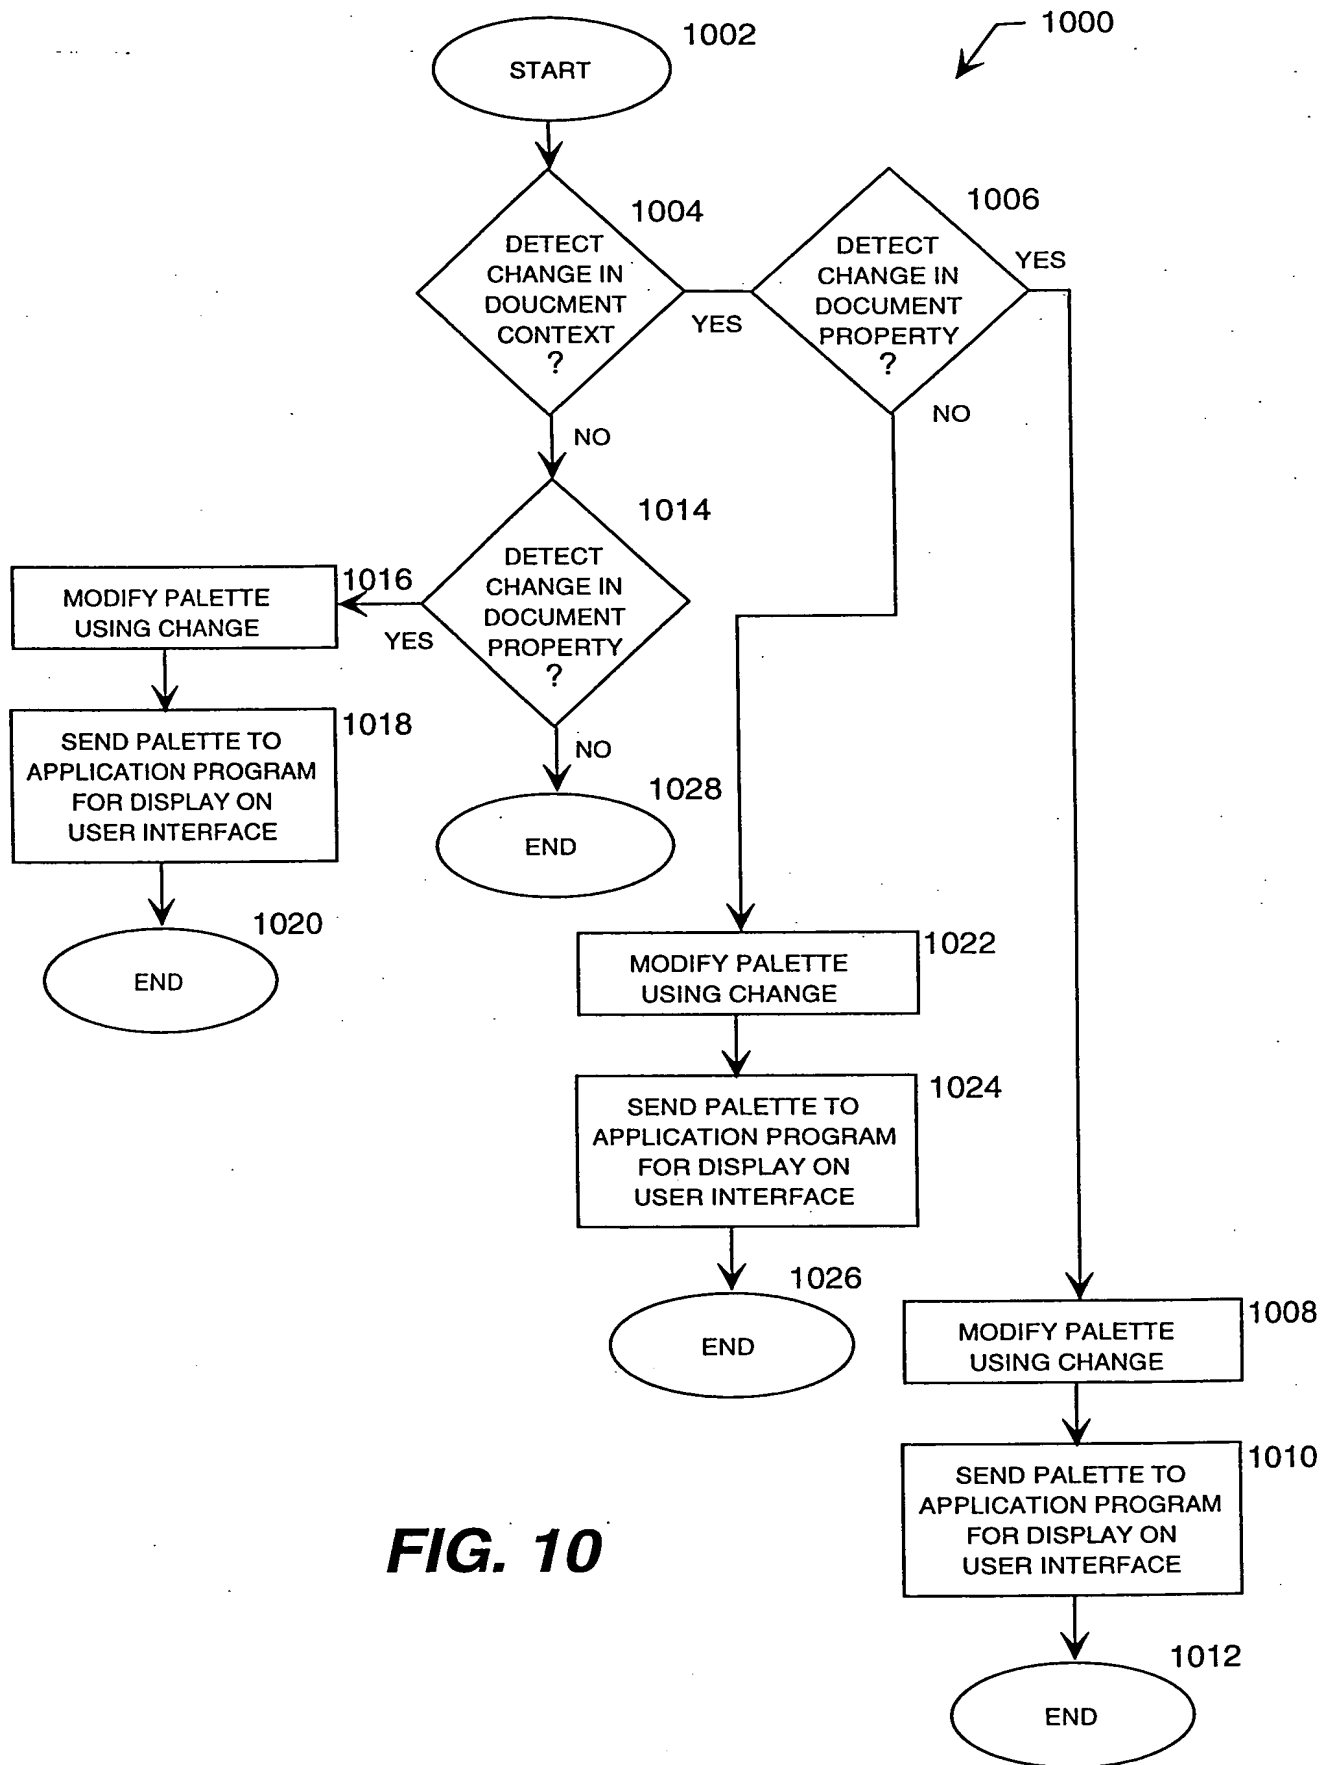 1000
1002
START
1004
DETECT
CHANGE IN
DOUCMENT
CONTEXT
?
YES
NO
1006
DETECT
CHANGE IN
DOCUMENT
PROPERTY
?
YES
NO
1014
DETECT
CHANGE IN
DOCUMENT
PROPERTY
?
YES
NO
1016
MODIFY PALETTE
USING CHANGE
1018
SEND PALETTE TO
APPLICATION PROGRAM
FOR DISPLAY ON
USER INTERFACE
1020
END
1028
END
1022
MODIFY PALETTE
USING CHANGE
1024
SEND PALETTE TO
APPLICATION PROGRAM
FOR DISPLAY ON
USER INTERFACE
1026
END
1008
MODIFY PALETTE
USING CHANGE
1010
SEND PALETTE TO
APPLICATION PROGRAM
FOR DISPLAY ON
USER INTERFACE
1012
END
FIG. 10